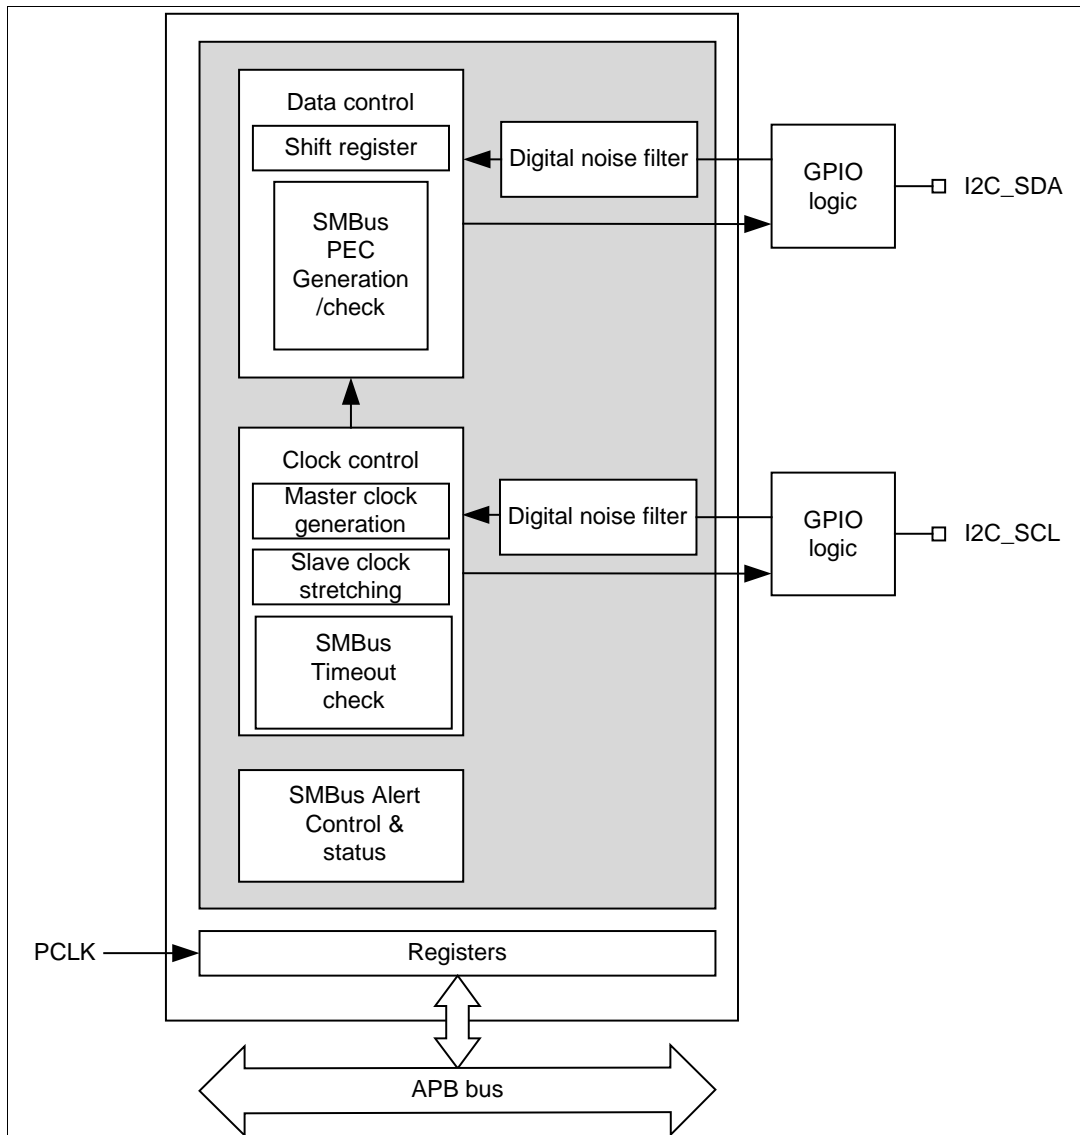 Data control
Shift register
SMBus
PEC
Generation
/check
Digital noise filter
GPIO
logic
I2C_SDA
Clock control
Master clock
generation
Slave clock
stretching
SMBus
Timeout
check
Digital noise filter
GPIO
logic
I2C_SCL
SMBus Alert
Control &
status
PCLK
Registers
APB bus